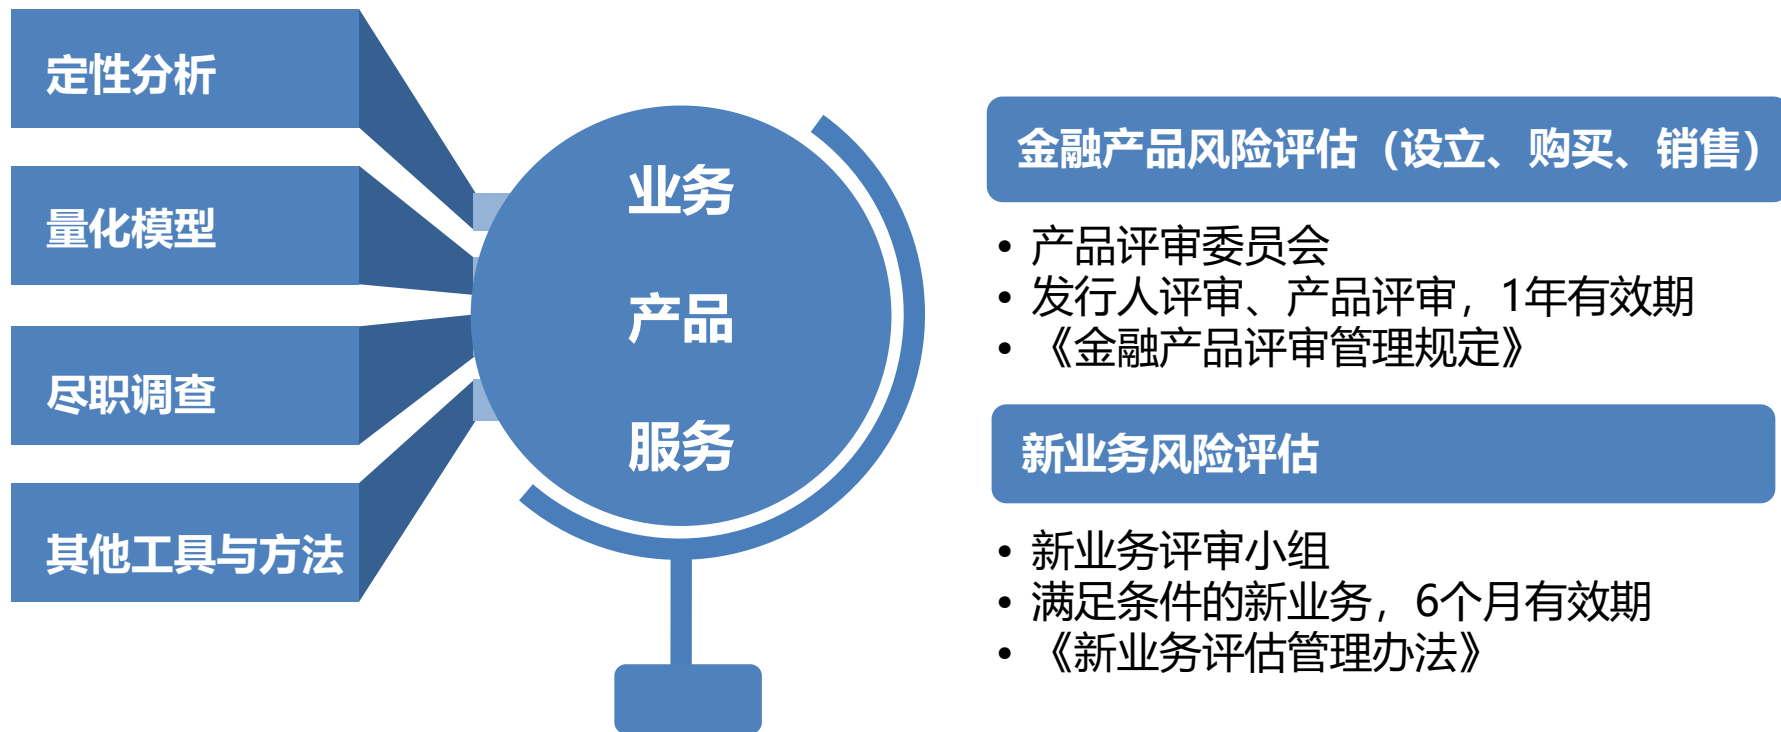 定性分析
量化模型
尽职调查
其他工具与方法
业务
产品
服务
金融产品风险评估（设立、购买、销售）
• 产品评审委员会
• 发行人评审、产品评审，1年有效期
• 《金融产品评审管理规定》
新业务风险评估
• 新业务评审小组
• 满足条件的新业务，6个月有效期
• 《新业务评估管理办法》